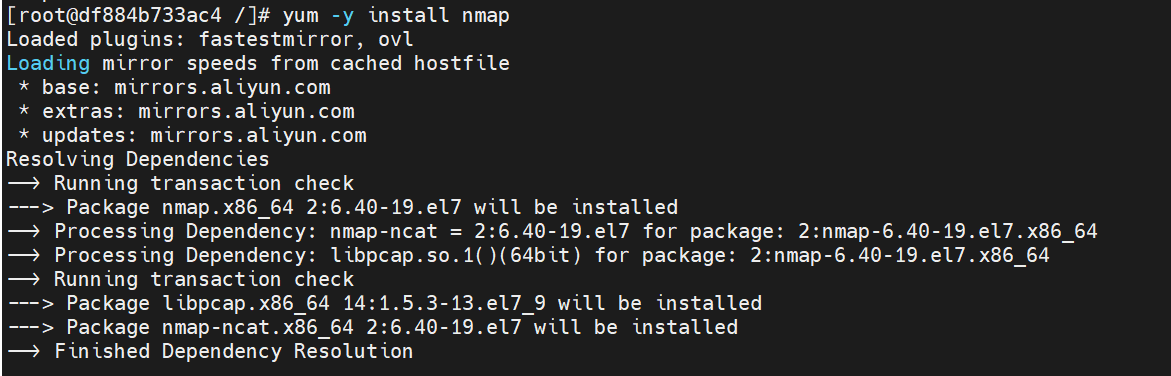 [root@df884b733ac4 /]# yum -y install nmap
Loaded plugins: fastestmirror, ovl
Loading mirror speeds from cached hostfile
 * base: mirrors.aliyun.com
 * extras: mirrors.aliyun.com
 * updates: mirrors.aliyun.com
Resolving Dependencies
--> Running transaction check
---> Package nmap.x86_64 2:6.40-19.el7 will be installed
--> Processing Dependency: nmap-ncat = 2:6.40-19.el7 for package: 2:nmap-6.40-19.el7.x86_64
--> Processing Dependency: libpcap.so.1()(64bit) for package: 2:nmap-6.40-19.el7.x86_64
--> Running transaction check
---> Package libpcap.x86_64 14:1.5.3-13.el7_9 will be installed
---> Package nmap-ncat.x86_64 2:6.40-19.el7 will be installed
--> Finished Dependency Resolution